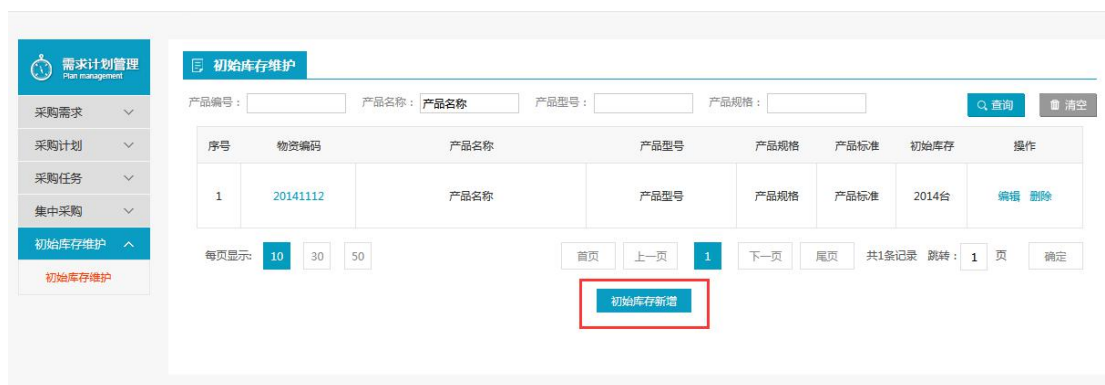 需求计划管理
Plan management
采购需求
采购计划
采购任务
集中采购
初始库存维护
初始库存维护
初始库存维护
产品编号： 产品名称： 产品名称 产品型号： 产品规格： 查询 清空
序号 物资编码 产品名称 产品型号 产品规格 产品标准 初始库存 操作
1 20141112 产品名称 产品型号 产品规格 产品标准 2014台 编辑 删除
每页显示: 10 30 50 首页 上一页 1 下一页 尾页 共1条记录 跳转： 1 页 确定
初始库存新增